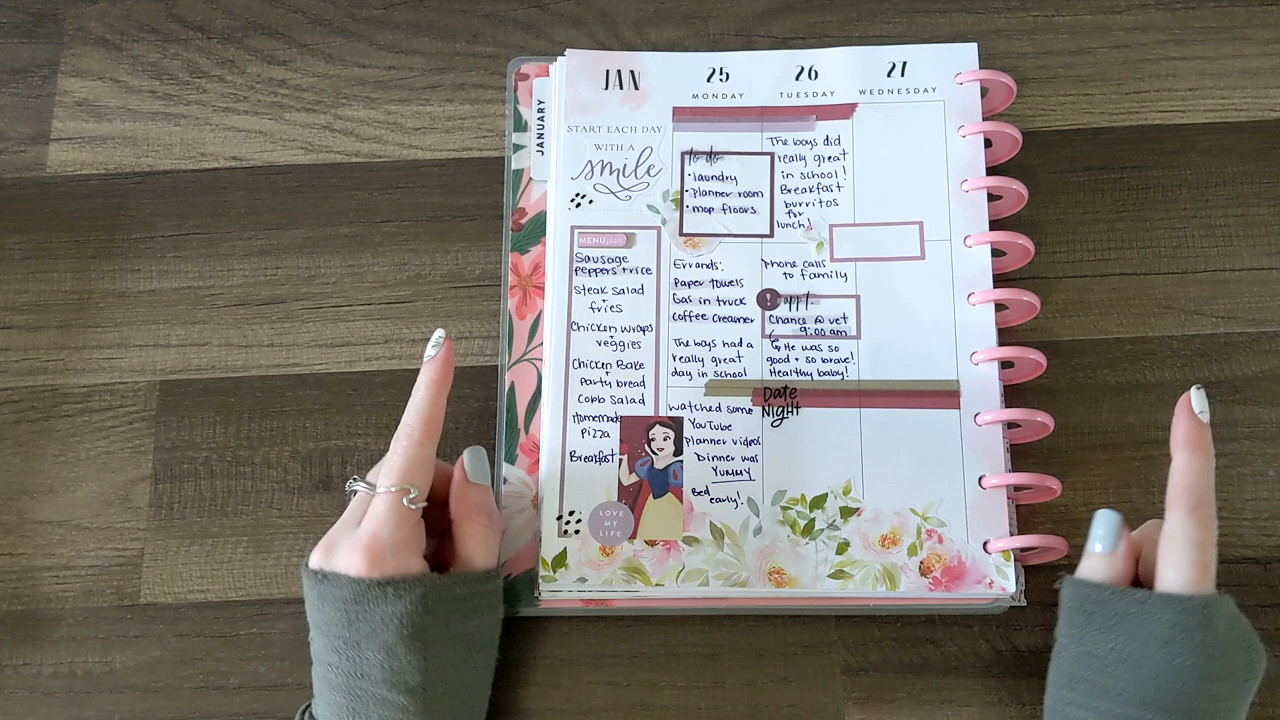 JANUARY
JAN
START EACH DAY
WITH A
smile
MENU plan
Sausage
peppers + rice
Steak Salad
+
fries
Chicken wraps
+
veggies
Chicken Bake
+
Party bread
Cobb Salad
Homemade
Pizza
Breakfast
LOVE
MY
LIFE
25
MONDAY
to do
• laundry
• planner room
• mop floors
Errands:
Paper towels
Gas in truck
coffee creamer
The boys had a
really great
day in school
watched some
YouTube
planner videos
Dinner was
YUMMY
Bed
early!
26
TUESDAY
The boys did
really great
in school!
Breakfast
burritos
for
lunch!
Phone calls
to family
! appt.
Chance @ vet
9:00 am
He was so
good + so brave!
Healthy baby!
Date
Night
27
WEDNESDAY